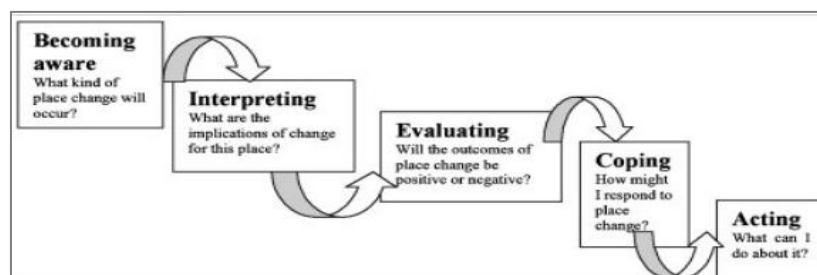 Becoming
aware
What kind of
place change will
occur?
Interpreting
What are the
implications of change
for this place?
Evaluating
Will the outcomes of
place change be
positive or negative?
Coping
How might
I respond to
place
change?
Acting
What can I
do about it?